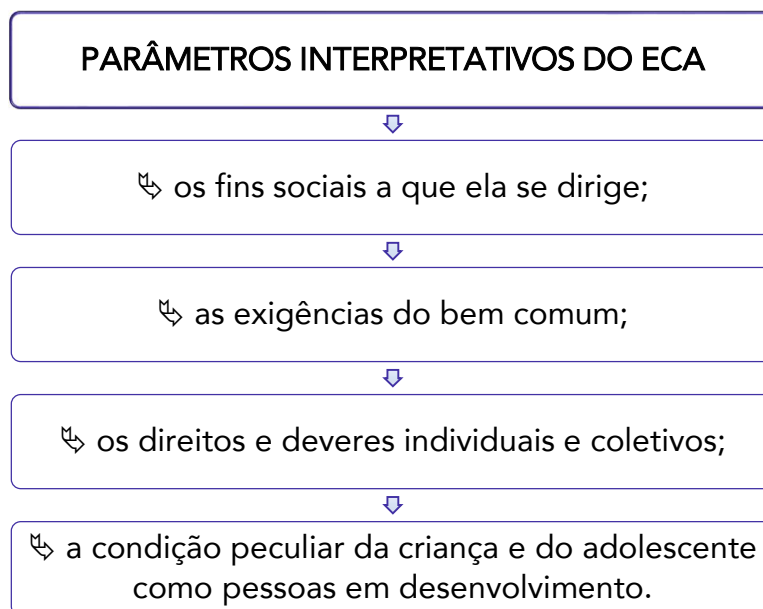 PARÂMETROS INTERPRETATIVOS DO ECA
↳ os fins sociais a que ela se dirige;
↳ as exigências do bem comum;
↳ os direitos e deveres individuais e coletivos;
↳ a condição peculiar da criança e do adolescente
como pessoas em desenvolvimento.